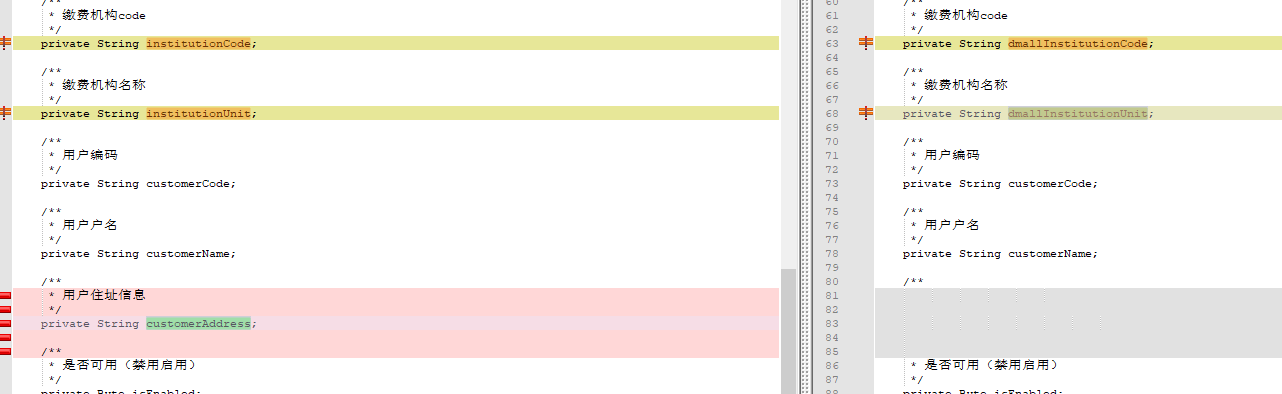 /**
* 缴费机构code
*/
private String institutionCode;
/**
* 缴费机构名称
*/
private String institutionUnit;
/**
* 用户编码
*/
private String customerCode;
/**
* 用户户名
*/
private String customerName;
/**
* 用户住址信息
*/
private String customerAddress;
/**
* 是否可用（禁用启用）
*/
private Byte isEnabled;
60 /**
61 * 缴费机构code
62 */
63 private String dmallInstitutionCode;
64
65 /**
66 * 缴费机构名称
67 */
68 private String dmallInstitutionUnit;
69
70 /**
71 * 用户编码
72 */
73 private String customerCode;
74
75 /**
76 * 用户户名
77 */
78 private String customerName;
79
80 /**
81
82
83
84
85
86 * 是否可用（禁用启用）
87 */
88 private Byte isEnabled;